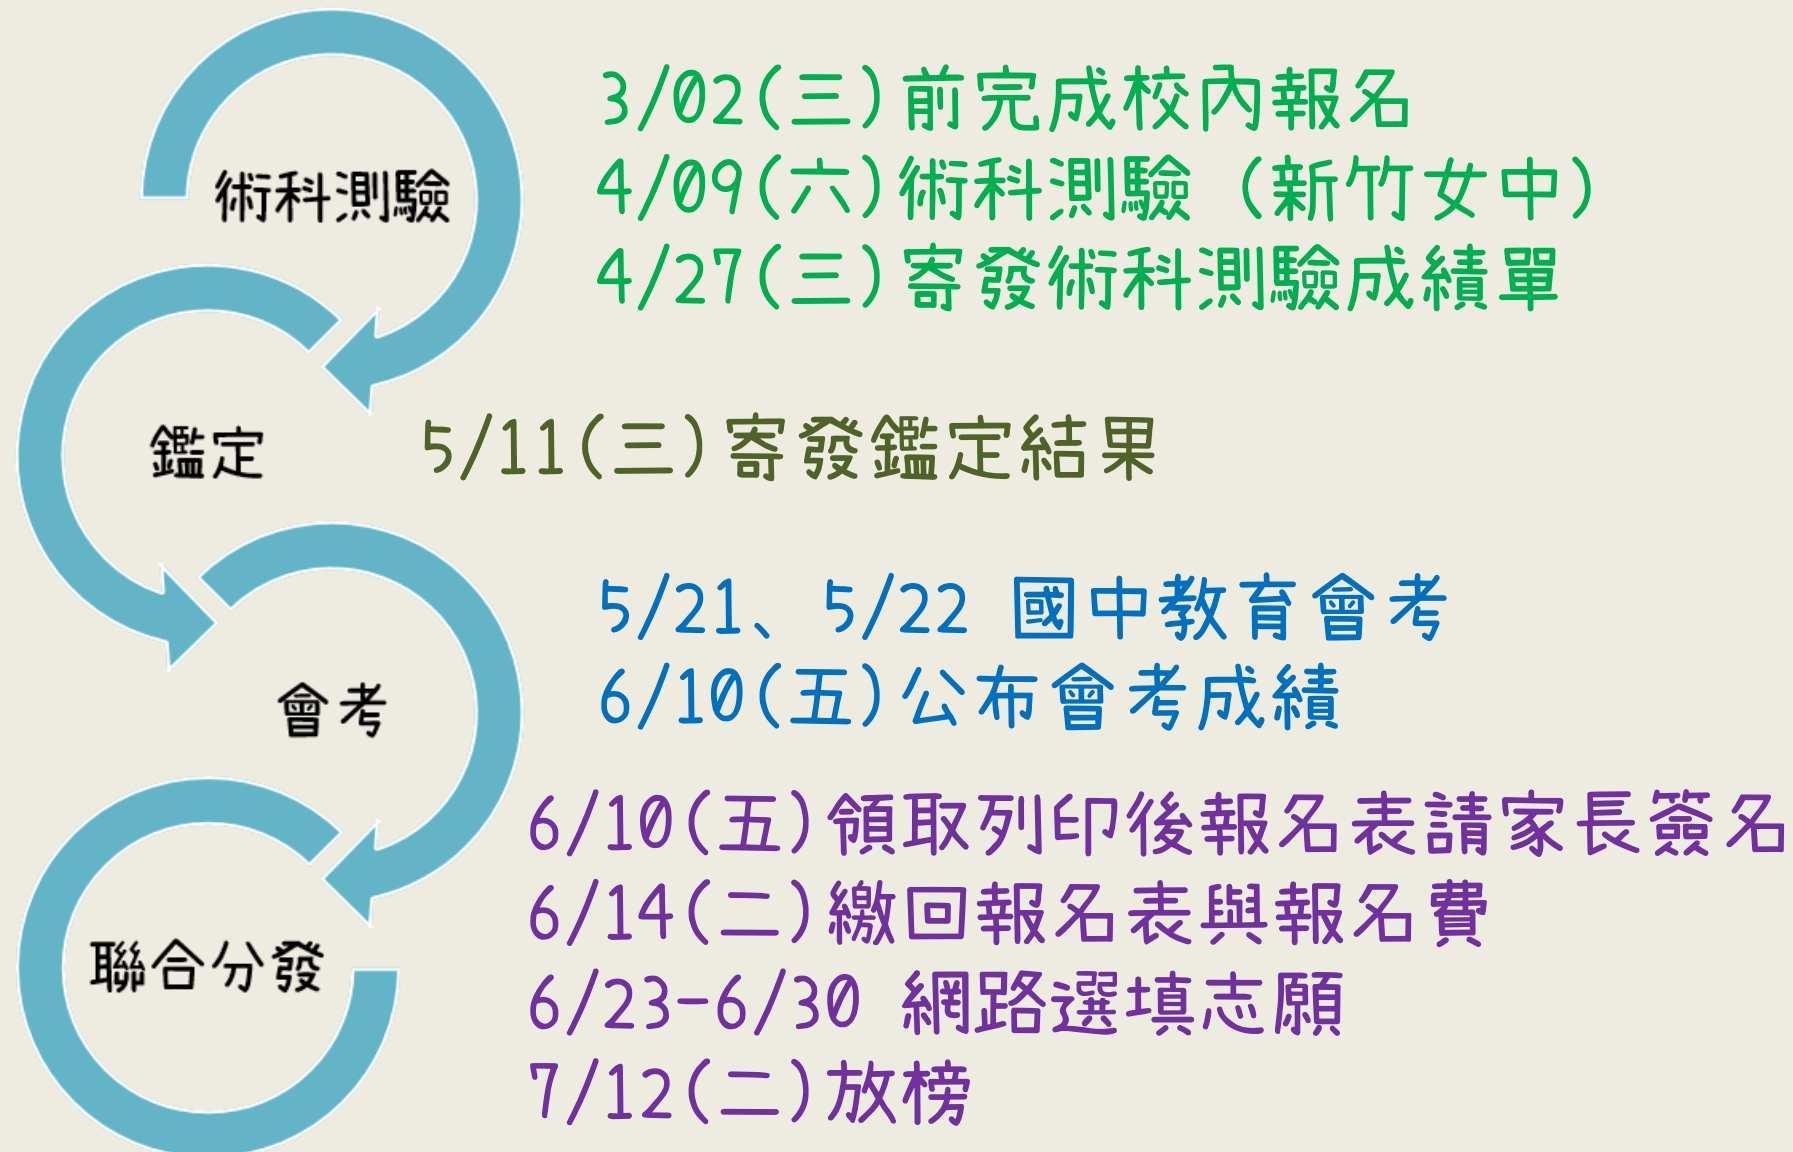 術科測驗
3/02(三)前完成校內報名
4/09(六)術科測驗 (新竹女中)
4/27(三)寄發術科測驗成績單
鑑定
5/11(三)寄發鑑定結果
會考
5/21、5/22 國中教育會考
6/10(五)公布會考成績
聯合分發
6/10(五)領取列印後報名表請家長簽名
6/14(二)繳回報名表與報名費
6/23-6/30 網路選填志願
7/12(二)放榜